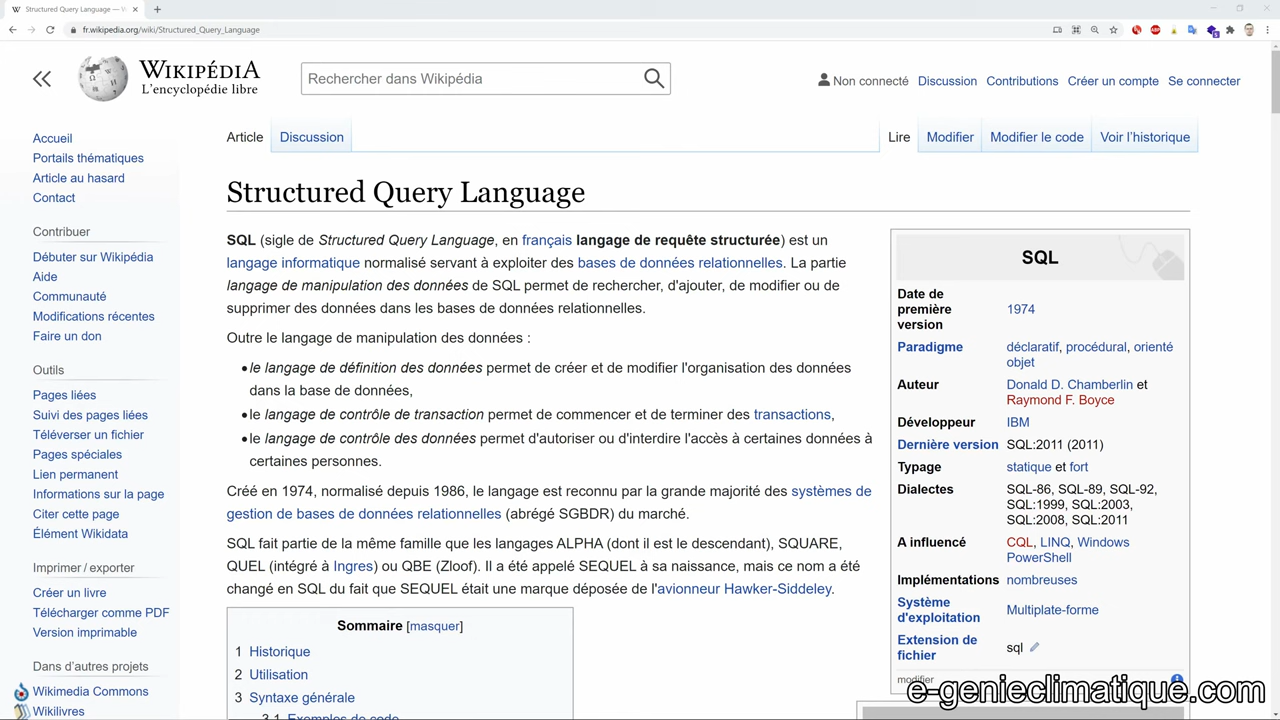 Structured Query Language — W
fr.wikipedia.org/wiki/Structured_Query_Language
WIKIPÉDIA
L'encyclopédie libre
Rechercher dans Wikipédia
Non connecté Discussion Contributions Créer un compte Se connecter
Article Discussion Lire Modifier Modifier le code Voir l'historique
Accueil
Portails thématiques
Article au hasard
Contact
Contribuer
Débuter sur Wikipédia
Aide
Communauté
Modifications récentes
Faire un don
Outils
Pages liées
Suivi des pages liées
Téléverser un fichier
Pages spéciales
Lien permanent
Informations sur la page
Citer cette page
Élément Wikidata
Imprimer / exporter
Créer un livre
Télécharger comme PDF
Version imprimable
Dans d'autres projets
Wikimedia Commons
Wikilivres
Structured Query Language
SQL (sigle de Structured Query Language, en français langage de requête structurée) est un
langage informatique normalisé servant à exploiter des bases de données relationnelles. La partie
langage de manipulation des données de SQL permet de rechercher, d'ajouter, de modifier ou de
supprimer des données dans les bases de données relationnelles.
Outre le langage de manipulation des données :
• le langage de définition des données permet de créer et de modifier l'organisation des données
dans la base de données,
• le langage de contrôle de transaction permet de commencer et de terminer des transactions,
• le langage de contrôle des données permet d'autoriser ou d'interdire l'accès à certaines données à
certaines personnes.
Créé en 1974, normalisé depuis 1986, le langage est reconnu par la grande majorité des systèmes de
gestion de bases de données relationnelles (abrégé SGBDR) du marché.
SQL fait partie de la même famille que les langages ALPHA (dont il est le descendant), SQUARE,
QUEL (intégré à Ingres) ou QBE (Zloof). Il a été appelé SEQUEL à sa naissance, mais ce nom a été
changé en SQL du fait que SEQUEL était une marque déposée de l'avionneur Hawker-Siddeley.
Sommaire [masquer]
1 Historique
2 Utilisation
3 Syntaxe générale
3.1 Exemples de code
SQL
Date de
première
version
1974
Paradigme déclaratif, procédural, orienté
objet
Auteur Donald D. Chamberlin et
Raymond F. Boyce
Développeur IBM
Dernière version SQL:2011 (2011)
Typage statique et fort
Dialectes SQL-86, SQL-89, SQL-92,
SQL:1999, SQL:2003,
SQL:2008, SQL:2011
A influencé CQL, LINQ, Windows
PowerShell
Implémentations nombreuses
Système
d'exploitation
Multiplate-forme
Extension de
fichier
sql
modifier
e-genieclimatique.com